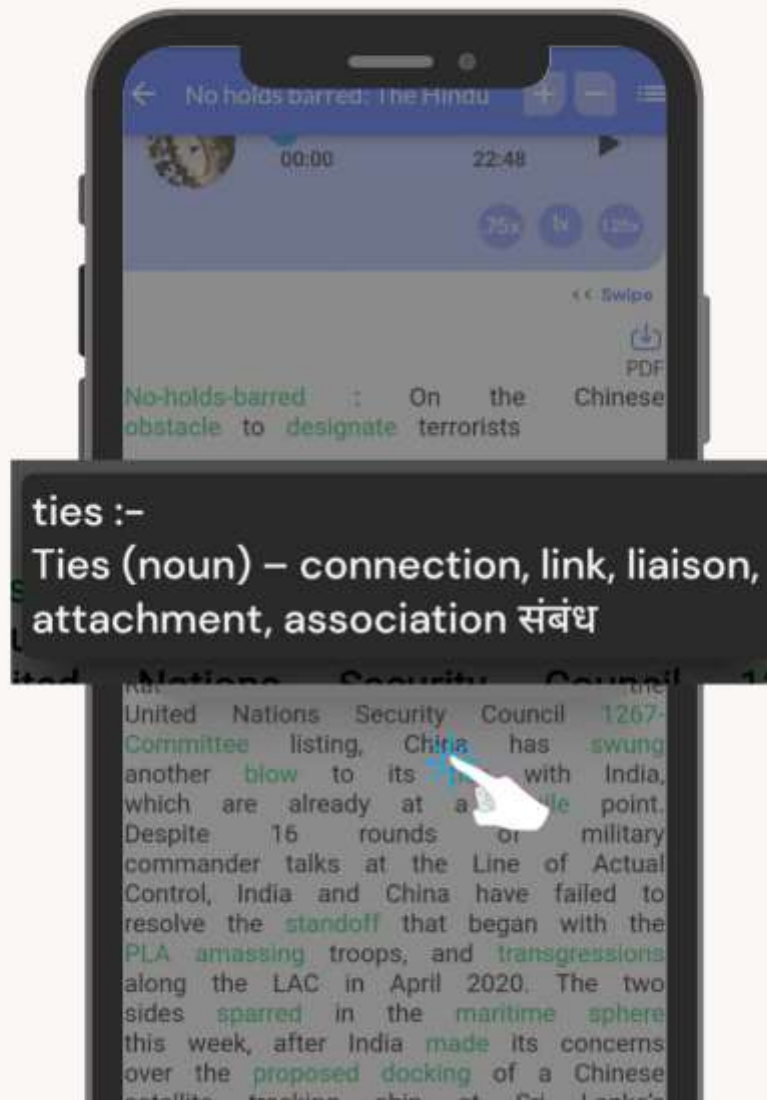 No holds barred: The Hindu + −
00:00 22:48
.75x 1x 1.25x
<< Swipe
PDF
No-holds-barred : On the Chinese
obstacle to designate terrorists
ties :–
Ties (noun) – connection, link, liaison,
attachment, association संबंध
Nations Security Council
the
United Nations Security Council 1267-
Committee listing, China has swung
another blow to its with India,
which are already at a point.
Despite 16 rounds of military
commander talks at the Line of Actual
Control, India and China have failed to
resolve the standoff that began with the
PLA amassing troops, and transgressions
along the LAC in April 2020. The two
sides sparred in the maritime sphere
this week, after India made its concerns
over the proposed docking of a Chinese